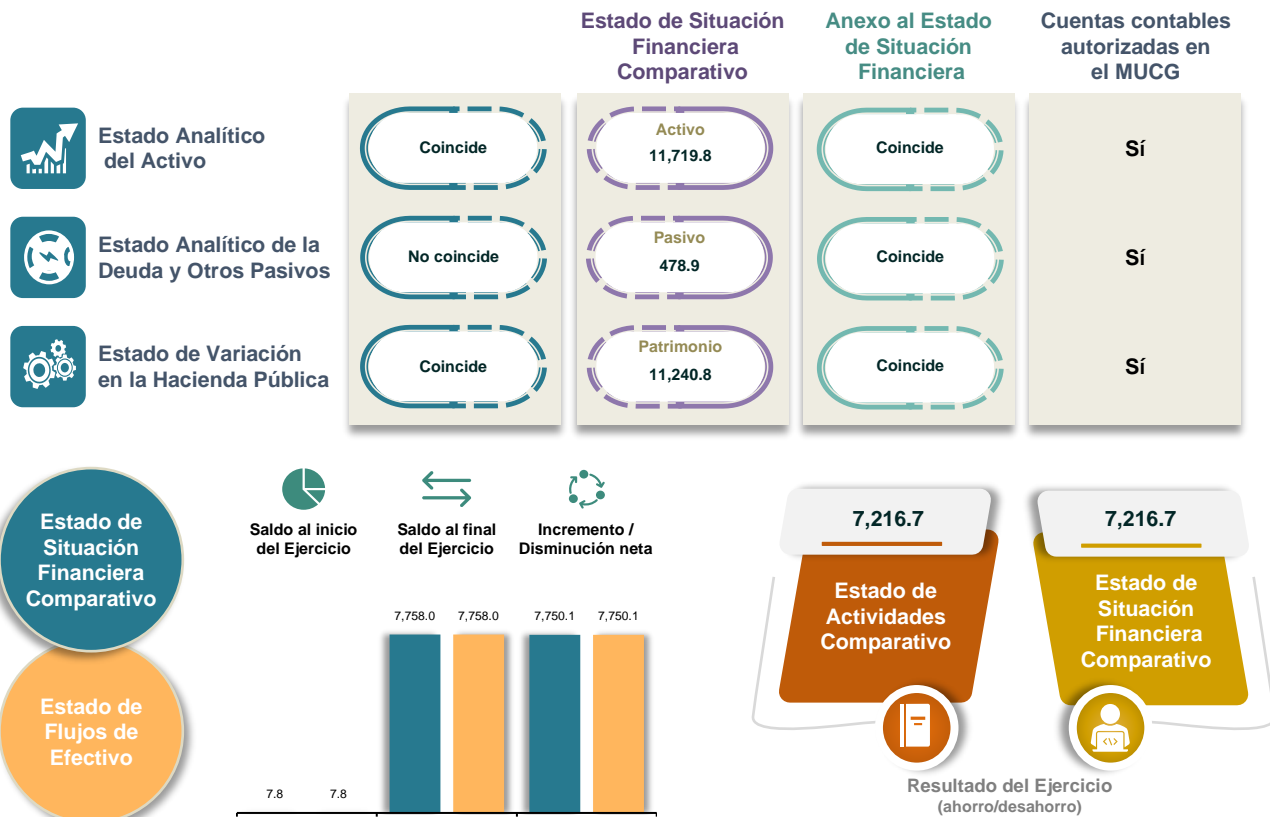 Estado de Situación
Financiera
Comparativo
Anexo al Estado
de Situación
Financiera
Cuentas contables
autorizadas en
el MUCG
Estado Analítico
del Activo
Coincide
Activo
11,719.8
Coincide
Sí
Estado Analítico de la
Deuda y Otros Pasivos
No coincide
Pasivo
478.9
Coincide
Sí
Estado de Variación
en la Hacienda Pública
Coincide
Patrimonio
11,240.8
Coincide
Sí
Estado de
Situación
Financiera
Comparativo
Estado de
Flujos de
Efectivo
Saldo al inicio
del Ejercicio
Saldo al final
del Ejercicio
Incremento /
Disminución neta
7.8
7.8
7,758.0
7,758.0
7,750.1
7,750.1
7,216.7
Estado de
Actividades
Comparativo
7,216.7
Estado de
Situación
Financiera
Comparativo
Resultado del Ejercicio
(ahorro/desahorro)